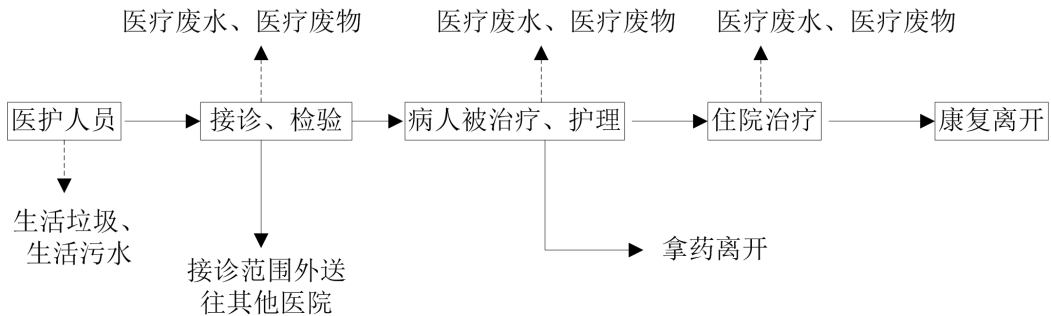 医疗废水、医疗废物
医疗废水、医疗废物
医疗废水、医疗废物
医护人员
接诊、检验
病人被治疗、护理
住院治疗
康复离开
生活垃圾、
生活污水
接诊范围外送
往其他医院
拿药离开